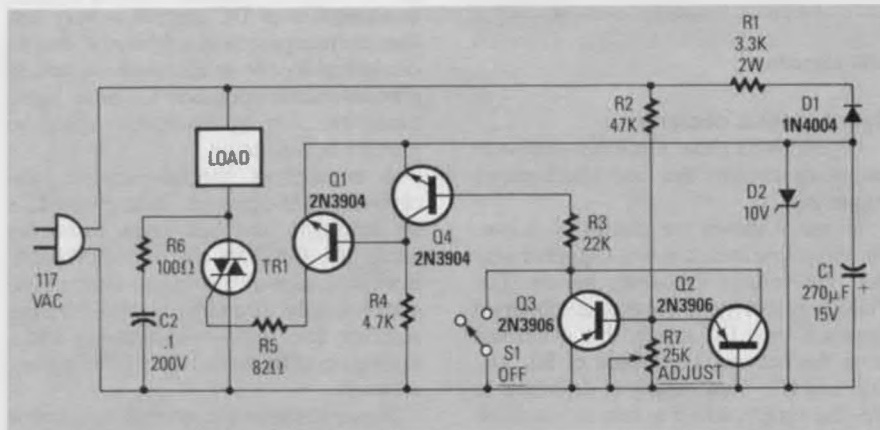 R1
3.3K
2W
R2
47K
D1
1N4004
LOAD
Q1
2N3904
D2
10V
Q4
2N3904
R3
22K
R6
100Ω
TR1
117
VAC
R4
4.7K
Q3
2N3906
Q2
2N3906
C1
270µF
15V
+
C2
.1
200V
R5
82Ω
S1
OFF
R7
25K
ADJUST